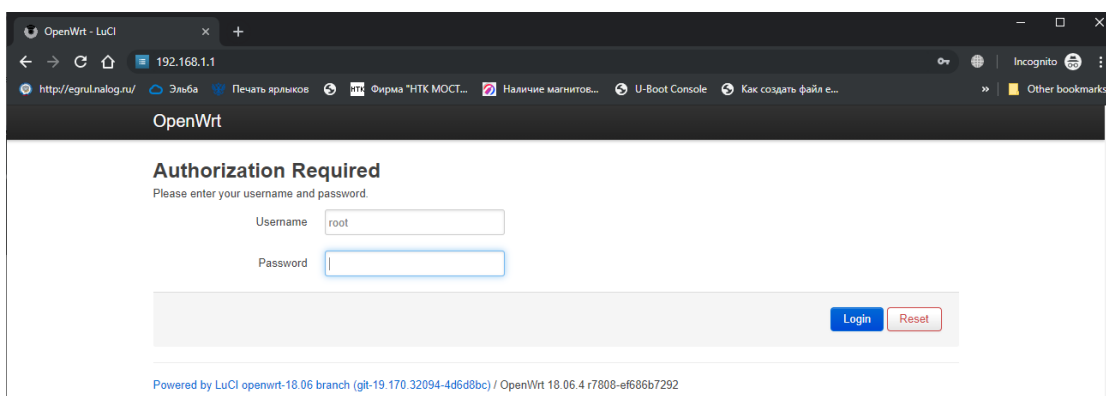 OpenWrt - LuCI
192.168.1.1
Incognito
http://egrul.nalog.ru/ Эльба Печать ярлыков НТК Фирма "НТК МОСТ... Наличие магнитов... U-Boot Console Как создать файл е... » Other bookmarks
OpenWrt
Authorization Required
Please enter your username and password.
Username root
Password
Login Reset
Powered by LuCI openwrt-18.06 branch (git-19.170.32094-4d6d8bc) / OpenWrt 18.06.4 r7808-ef686b7292